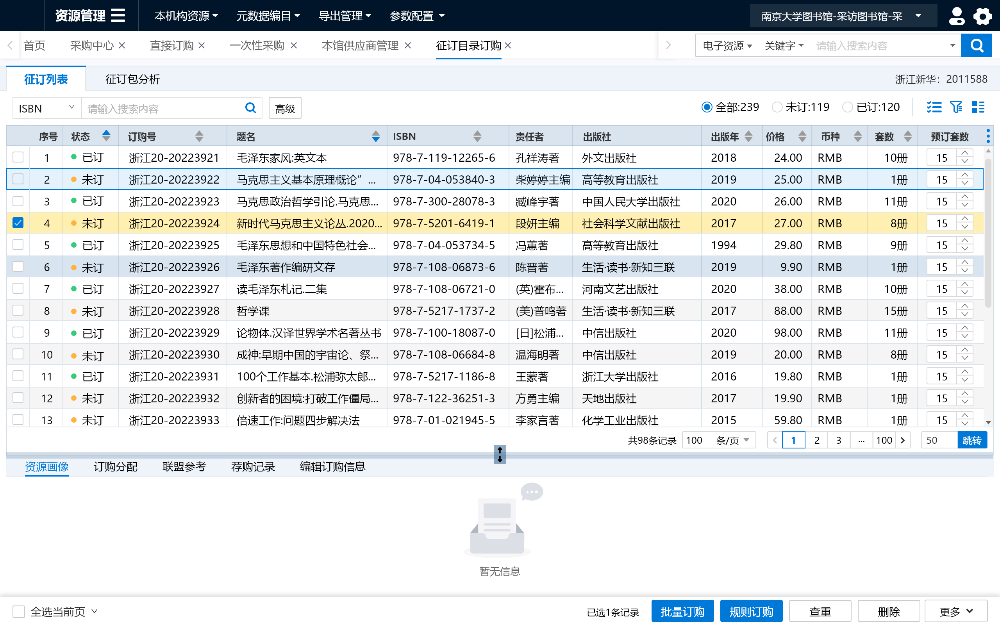 资源管理 本机构资源 元数据编目 导出管理 参数配置 南京大学图书馆-采访图书馆-采
首页 采购中心 直接订购 一次性采购 本馆供应商管理 征订目录订购 电子资源 关键字 请输入搜索内容
征订列表 征订包分析 浙江新华：2011588
ISBN 请输入搜索内容 高级 全部:239 未订:119 已订:120
序号 状态 订购号 题名 ISBN 责任者 出版社 出版年 价格 币种 套数 预订套数
1 已订 浙江20-20223921 毛泽东家风:英文本 978-7-119-12265-6 孔祥涛著 外文出版社 2018 24.00 RMB 10册 15
2 未订 浙江20-20223922 马克思主义基本原理概论” ... 978-7-04-053840-3 柴婷婷主编 高等教育出版社 2019 25.00 RMB 1册 15
3 已订 浙江20-20223923 马克思政治哲学引论.马克思... 978-7-300-28078-3 臧峰宇著 中国人民大学出版社 2020 26.00 RMB 11册 15
4 未订 浙江20-20223924 新时代马克思主义论丛.2020... 978-7-5201-6419-1 段妍主编 社会科学文献出版社 2017 27.00 RMB 8册 15
5 已订 浙江20-20223925 毛泽东思想和中国特色社会... 978-7-04-053734-5 冯蕙著 高等教育出版社 1994 29.80 RMB 9册 15
6 未订 浙江20-20223926 毛泽东著作编研文存 978-7-108-06873-6 陈晋著 生活·读书·新知三联 2019 9.90 RMB 1册 15
7 已订 浙江20-20223927 读毛泽东札记.二集 978-7-108-06721-0 (英)霍布... 河南文艺出版社 2020 38.00 RMB 10册 15
8 未订 浙江20-20223928 哲学课 978-7-5217-1737-2 (美)普鸣著 生活·读书·新知三联 2017 88.00 RMB 15册 15
9 已订 浙江20-20223929 论物体.汉译世界学术名著丛书 978-7-100-18087-0 [日]松浦... 中信出版社 2020 98.00 RMB 11册 15
10 未订 浙江20-20223930 成神:早期中国的宇宙论、祭... 978-7-108-06684-8 温海明著 中信出版社 2019 20.00 RMB 8册 15
11 已订 浙江20-20223931 100个工作基本.松浦弥太郎... 978-7-5217-1186-8 王蒙著 浙江大学出版社 2016 19.80 RMB 1册 15
12 未订 浙江20-20223932 创新者的困境:打破工作僵局... 978-7-122-36251-3 方勇主编 天地出版社 2017 19.90 RMB 1册 15
13 未订 浙江20-20223933 倍速工作:问题四步解决法 978-7-01-021945-5 李家言著 化学工业出版社 2015 59.80 RMB 1册 15
共98条记录 100 条/页 1 2 3 ... 100 50 跳转
资源画像 订购分配 联盟参考 荐购记录 编辑订购信息
暂无信息
全选当前页 已选1条记录 批量订购 规则订购 查重 删除 更多